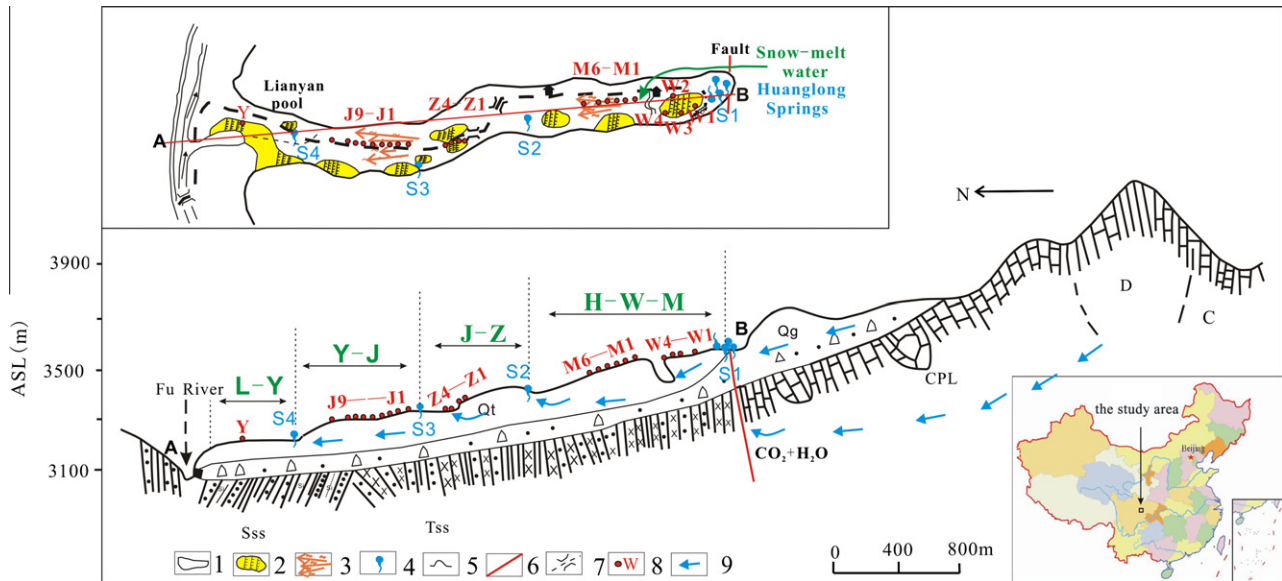 Fault
Snow-melt
water
M6-M1
W2
B
Huanglong
Springs
Lianyan
pool
Z4-Z1
J9-J1
Y
A
S4
S3
S2
W4
W3
W1
S1
N
3900
3500
3100
ASL (m)
H-W-M
J-Z
Y-J
L-Y
B
Qg
D
C
W4—W1
M6—M1
S1
S2
CPL
Z4—Z1
J9——J1
S3
Qt
S4
Y
Fu River
A
CO₂+H₂O
the study area
Beijing
Sss
Tss
1 2 3 4 5 6 W 7 8 9
0 400 800m